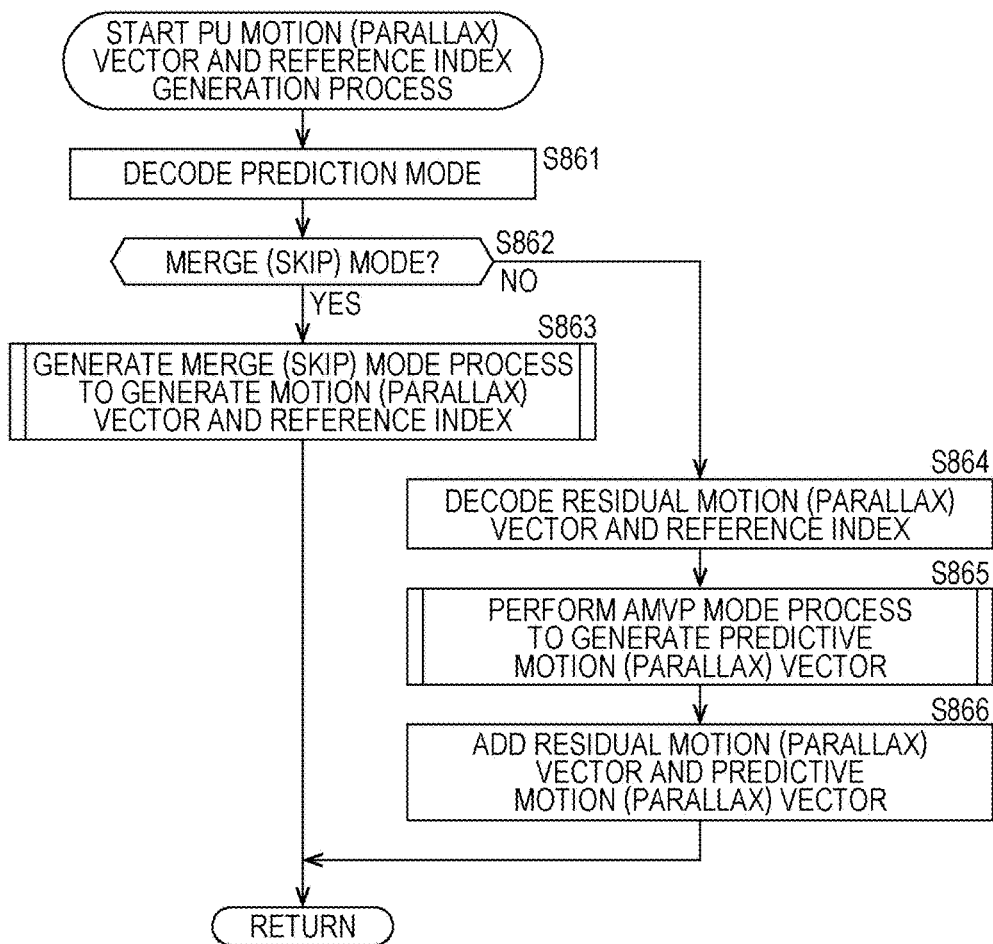 START PU MOTION (PARALLAX)
VECTOR AND REFERENCE INDEX
GENERATION PROCESS
S861
DECODE PREDICTION MODE
S862
MERGE (SKIP) MODE?
NO
YES
S863
GENERATE MERGE (SKIP) MODE PROCESS
TO GENERATE MOTION (PARALLAX)
VECTOR AND REFERENCE INDEX
S864
DECODE RESIDUAL MOTION (PARALLAX)
VECTOR AND REFERENCE INDEX
S865
PERFORM AMVP MODE PROCESS
TO GENERATE PREDICTIVE
MOTION (PARALLAX) VECTOR
S866
ADD RESIDUAL MOTION (PARALLAX)
VECTOR AND PREDICTIVE
MOTION (PARALLAX) VECTOR
RETURN